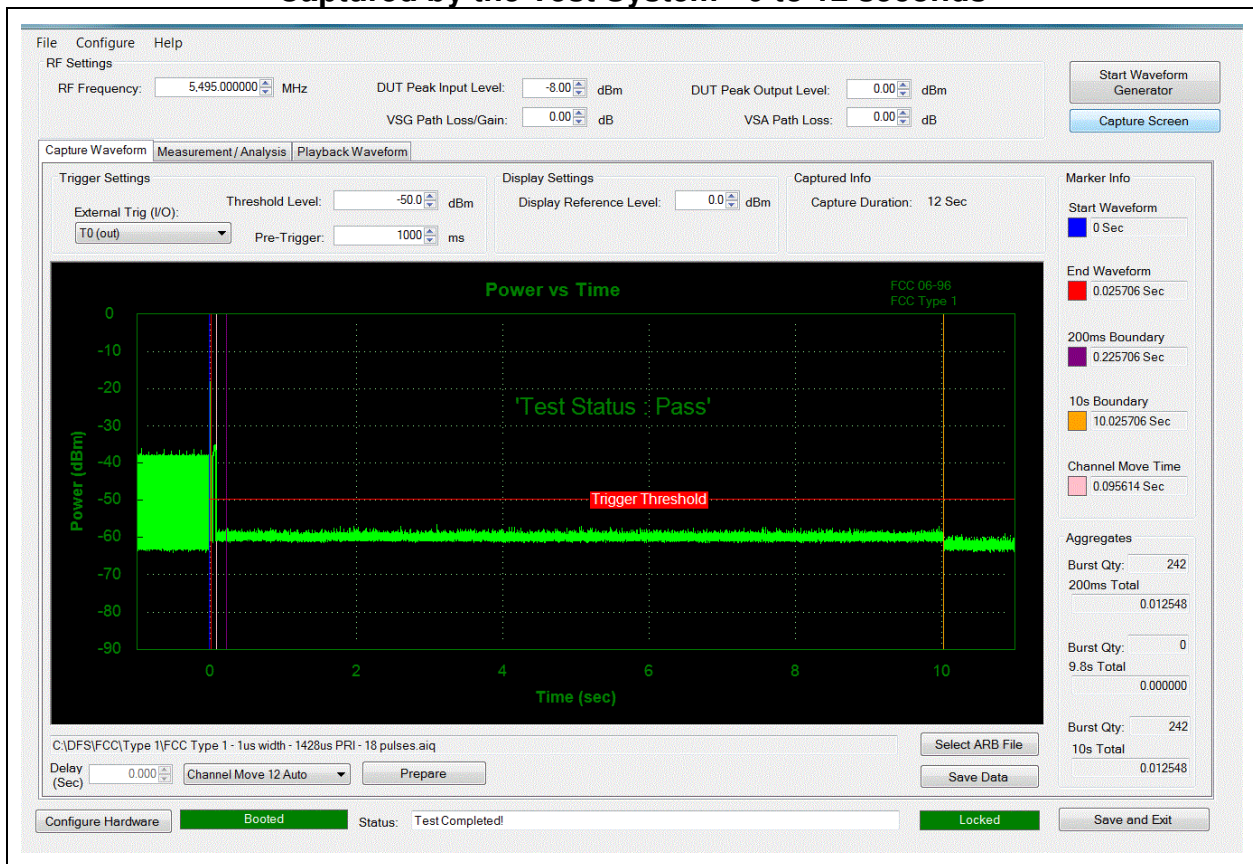 Captured by the Test System - 0 to 12 seconds
File Configure Help
RF Settings
RF Frequency: 5,495.000000 MHz
DUT Peak Input Level: -8.00 dBm
DUT Peak Output Level: 0.00 dBm
VSG Path Loss/Gain: 0.00 dB
VSA Path Loss: 0.00 dB
Start Waveform Generator
Capture Screen
Capture Waveform Measurement / Analysis Playback Waveform
Trigger Settings
External Trig (I/O):
T0 (out)
Threshold Level: -50.0 dBm
Pre-Trigger: 1000 ms
Display Settings
Display Reference Level: 0.0 dBm
Captured Info
Capture Duration: 12 Sec
Marker Info
Start Waveform
0 Sec
End Waveform
0.025706 Sec
200ms Boundary
0.225706 Sec
10s Boundary
10.025706 Sec
Channel Move Time
0.095614 Sec
Power vs Time
FCC 06-96
FCC Type 1
0
-10
-20
-30
-40
-50
-60
-70
-80
-90
Power (dBm)
'Test Status : Pass'
Trigger Threshold
0 2 4 6 8 10
Time (sec)
Aggregates
Burst Qty: 242
200ms Total
0.012548
Burst Qty: 0
9.8s Total
0.000000
Burst Qty: 242
10s Total
0.012548
C:\DFS\FCC\Type 1\FCC Type 1 - 1us width - 1428us PRI - 18 pulses.aiq
Select ARB File
Delay (Sec) 0.000 Channel Move 12 Auto Prepare
Save Data
Configure Hardware Booted Status: Test Completed! Locked Save and Exit